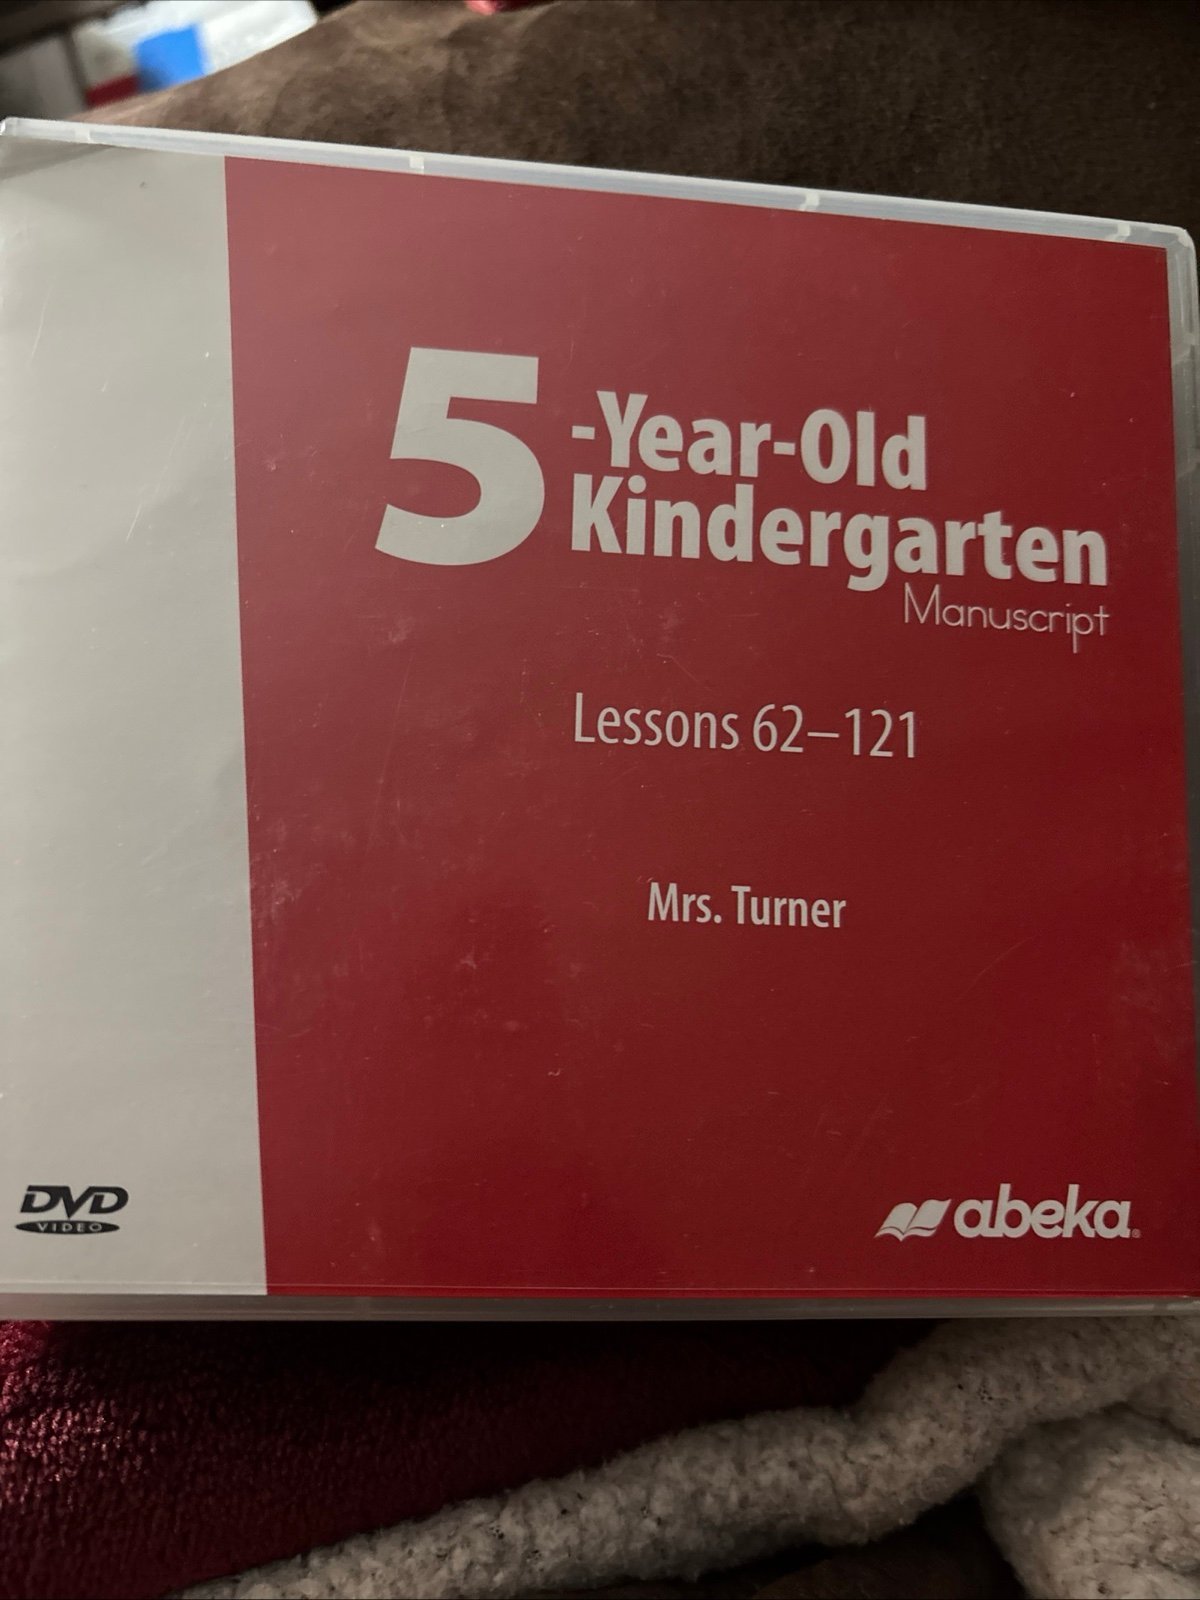 5-Year-Old
Kindergarten
Manuscript
Lessons 62–121
Mrs. Turner
DVD
VIDEO
abeka®